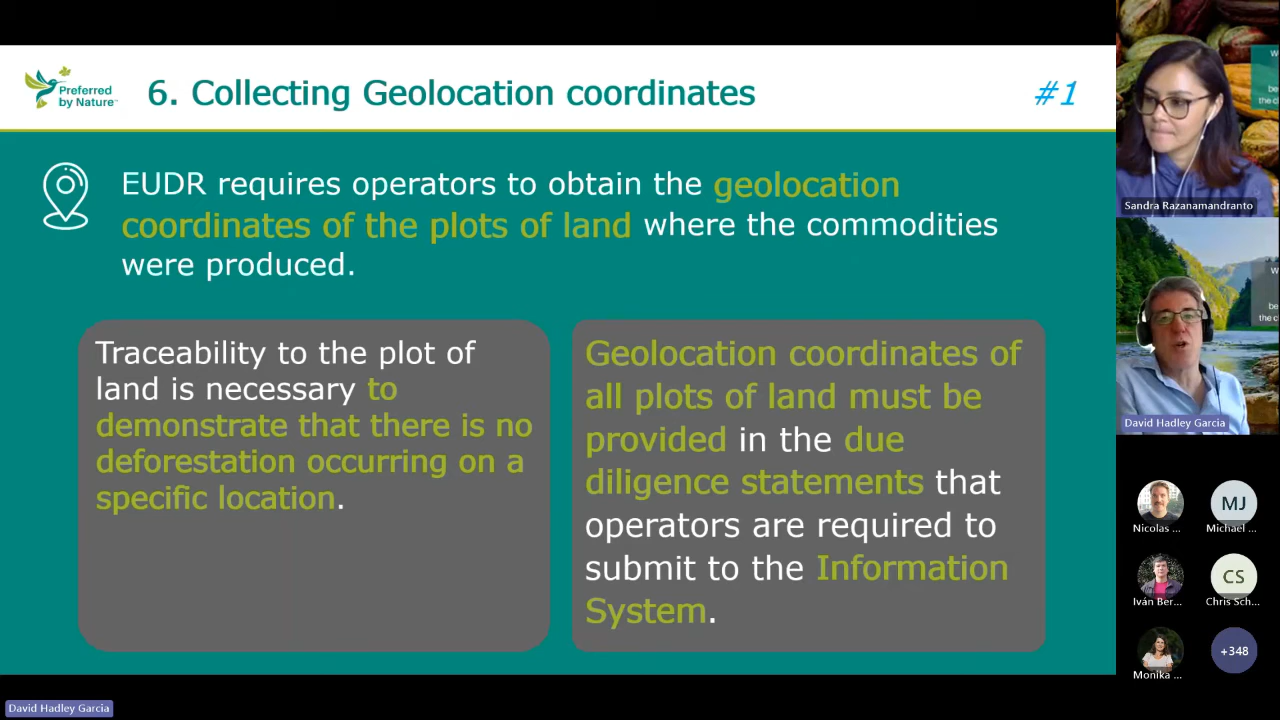 Preferred
by Nature™
6. Collecting Geolocation coordinates
#1
EUDR requires operators to obtain the geolocation
coordinates of the plots of land where the commodities
were produced.
Traceability to the plot of
land is necessary to
demonstrate that there is no
deforestation occurring on a
specific location.
Geolocation coordinates of
all plots of land must be
provided in the due
diligence statements that
operators are required to
submit to the Information
System.
Sandra Razanamandranto
be
the c
David Hadley Garcia
Nicolas ...
MJ
Michael ...
Iván Ber...
CS
Chris Sch...
Monika ...
+348
David Hadley Garcia